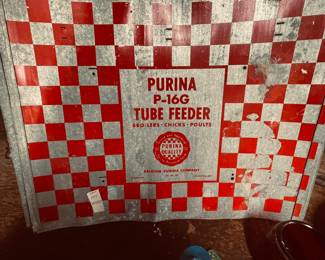 PURINA
P-16G
TUBE FEEDER
BROILERS-CHICKS-POULTS
PURINA
QUALITY
RALSTON PURINA COMPANY